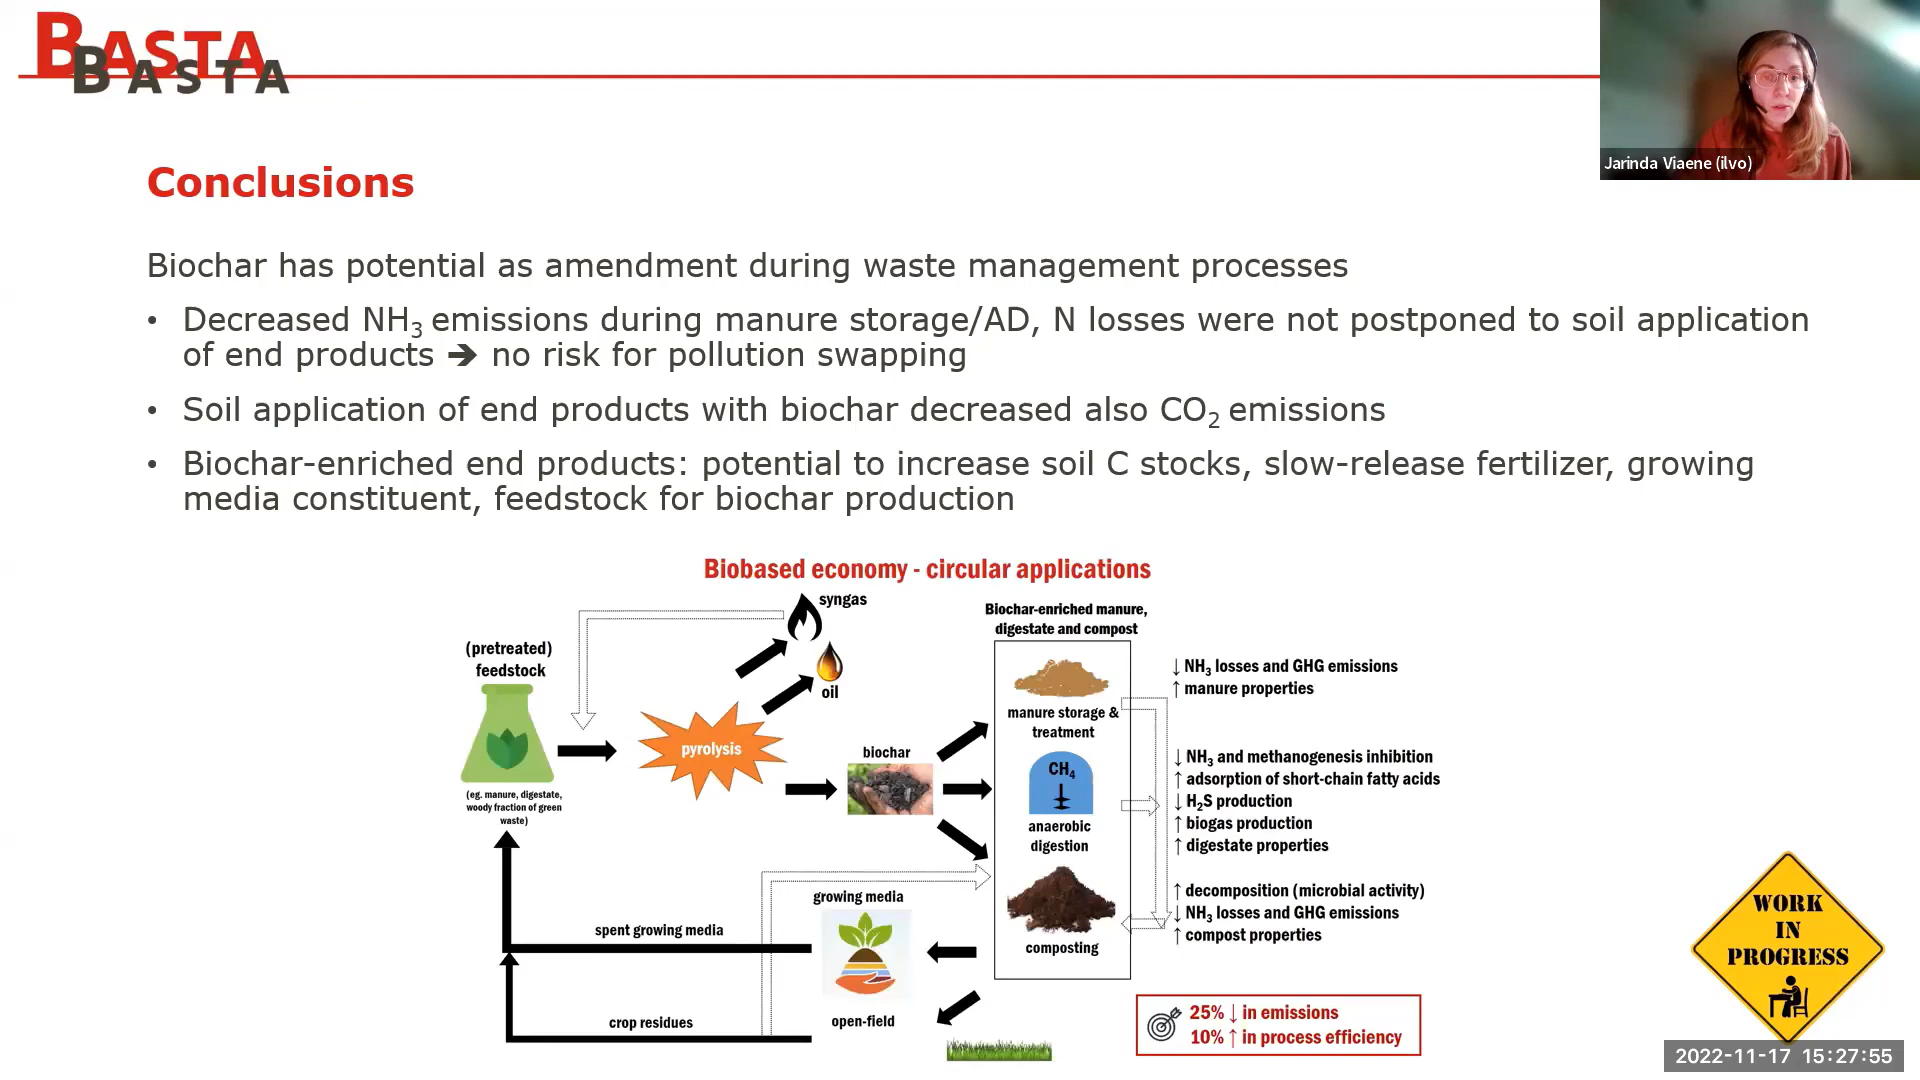 BASTA
BASTA
Jarinda Viaene (ilvo)
Conclusions
Biochar has potential as amendment during waste management processes
• Decreased NH3 emissions during manure storage/AD, N losses were not postponed to soil application
of end products ➔ no risk for pollution swapping
• Soil application of end products with biochar decreased also CO2 emissions
• Biochar-enriched end products: potential to increase soil C stocks, slow-release fertilizer, growing
media constituent, feedstock for biochar production
Biobased economy - circular applications
syngas
oil
(pretreated)
feedstock
(eg. manure, digestate,
woody fraction of green
waste)
pyrolysis
biochar
Biochar-enriched manure,
digestate and compost
manure storage &
treatment
CH4
anaerobic
digestion
composting
↓ NH3 losses and GHG emissions
↑ manure properties
↓ NH3 and methanogenesis inhibition
↑ adsorption of short-chain fatty acids
↓ H2S production
↑ biogas production
↑ digestate properties
↑ decomposition (microbial activity)
↓ NH3 losses and GHG emissions
↑ compost properties
growing media
spent growing media
open-field
crop residues
25% ↓ in emissions
10% ↑ in process efficiency
WORK
IN
PROGRESS
2022-11-17 15:27:55